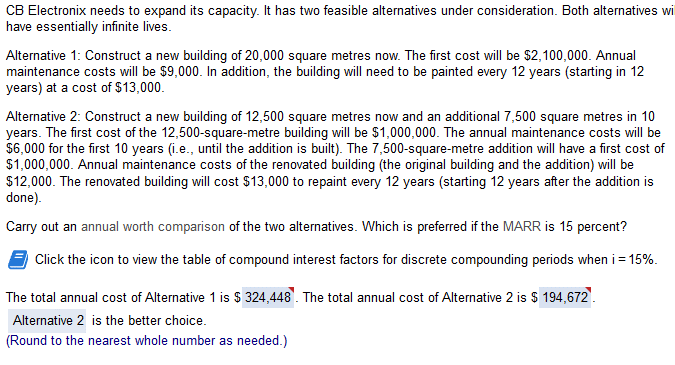 CB Electronix needs to expand its capacity. It has two feasible alternatives under consideration. Both alternatives wi
have essentially infinite lives.
Alternative 1: Construct a new building of 20,000 square metres now. The first cost will be $2,100,000. Annual
maintenance costs will be $9,000. In addition, the building will need to be painted every 12 years (starting in 12
years) at a cost of $13,000.
Alternative 2: Construct a new building of 12,500 square metres now and an additional 7,500 square metres in 10
years. The first cost of the 12,500-square-metre building will be $1,000,000. The annual maintenance costs will be
$6,000 for the first 10 years (i.e., until the addition is built). The 7,500-square-metre addition will have a first cost of
$1,000,000. Annual maintenance costs of the renovated building (the original building and the addition) will be
$12,000. The renovated building will cost $13,000 to repaint every 12 years (starting 12 years after the addition is
done).
Carry out an annual worth comparison of the two alternatives. Which is preferred if the MARR is 15 percent?
Click the icon to view the table of compound interest factors for discrete compounding periods when i = 15%.
The total annual cost of Alternative 1 is $ 324,448 . The total annual cost of Alternative 2 is $ 194,672 .
Alternative 2 is the better choice.
(Round to the nearest whole number as needed.)